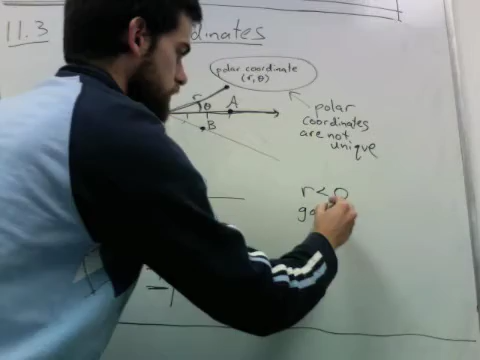 11.3
dinates
polar coordinate
(r, θ)
r
θ
A
B
polar
coordinates
are not
unique
r < 0
go